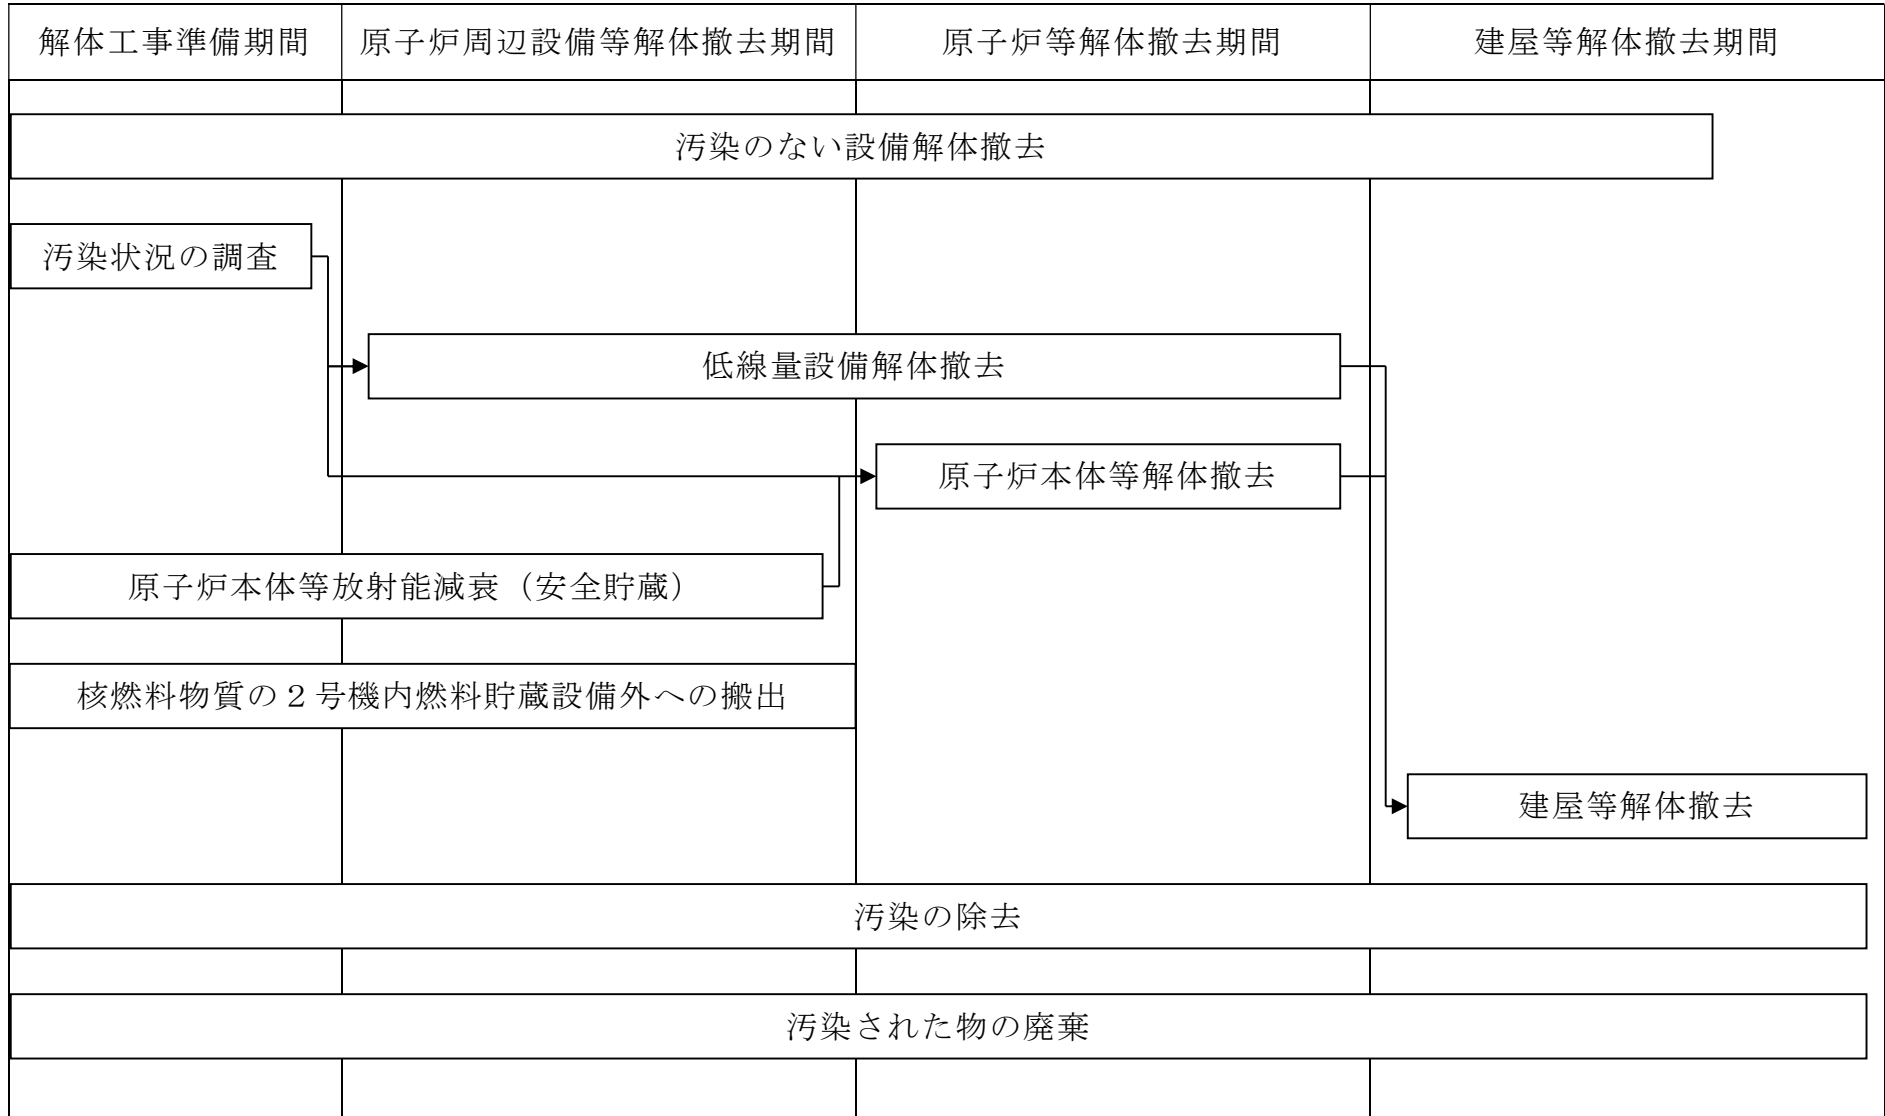 解体工事準備期間
原子炉周辺設備等解体撤去期間
原子炉等解体撤去期間
建屋等解体撤去期間
汚染のない設備解体撤去
汚染状況の調査
低線量設備解体撤去
原子炉本体等解体撤去
原子炉本体等放射能減衰（安全貯蔵）
核燃料物質の２号機内燃料貯蔵設備外への搬出
建屋等解体撤去
汚染の除去
汚染された物の廃棄